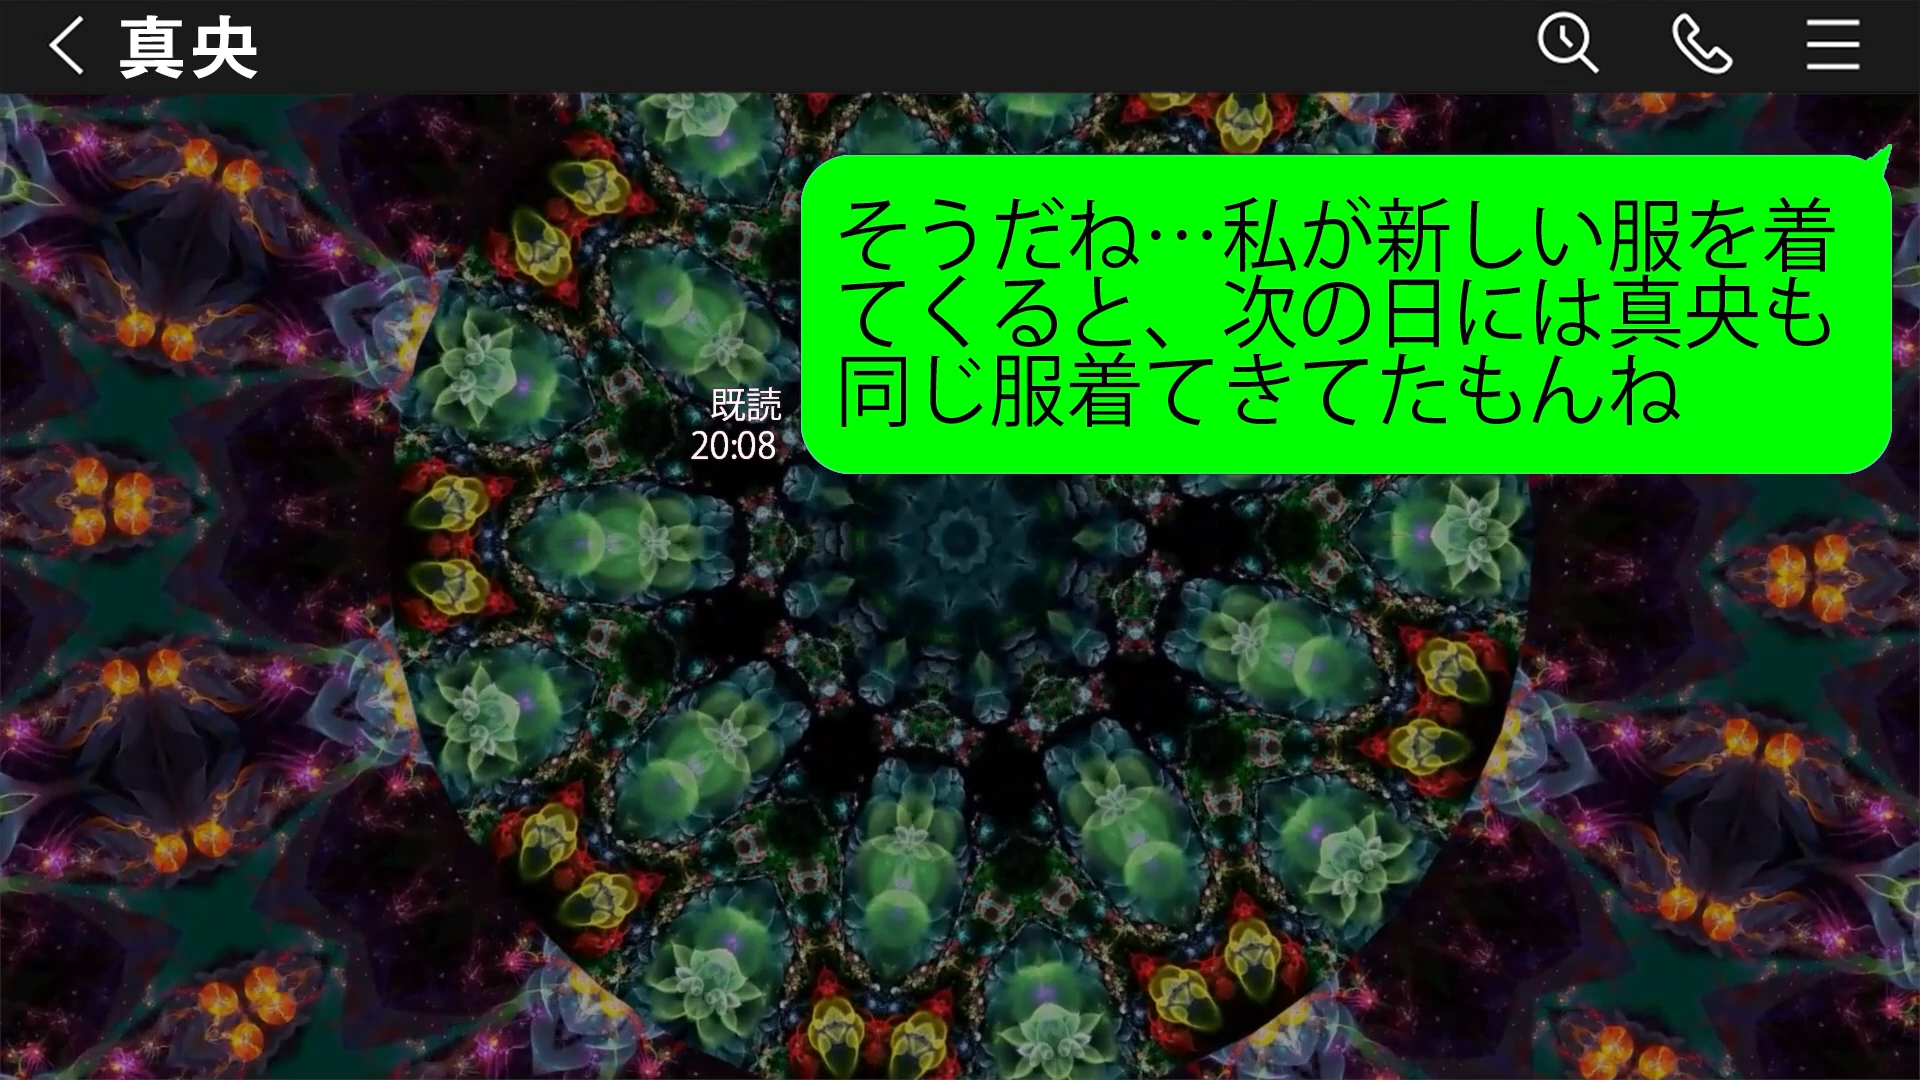 真央
そうだね…私が新しい服を着
てくると、次の日には真央も
同じ服着てきてたもんね
既読
20:08